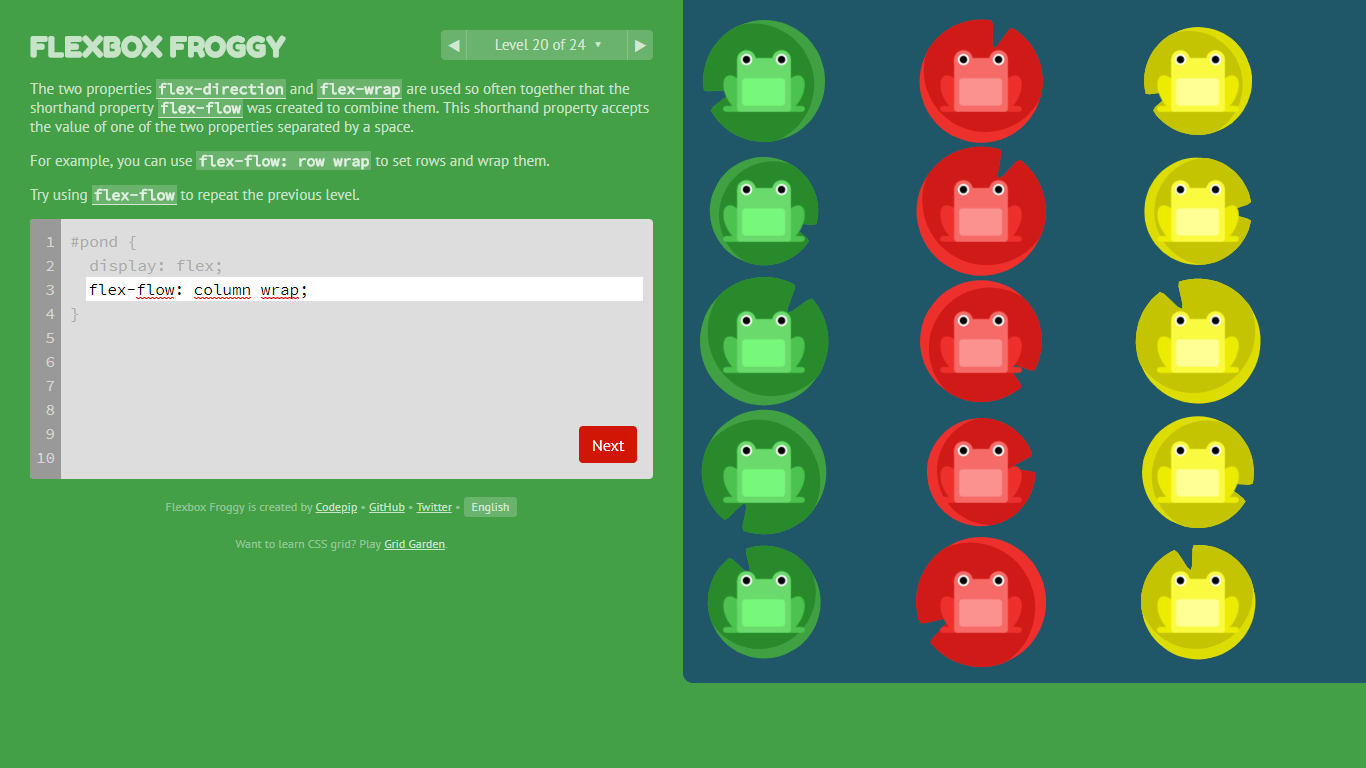 FLEXBOX FROGGY
◀ Level 20 of 24 ▼ ▶
The two properties flex-direction and flex-wrap are used so often together that the
shorthand property flex-flow was created to combine them. This shorthand property accepts
the value of one of the two properties separated by a space.
For example, you can use flex-flow: row wrap to set rows and wrap them.
Try using flex-flow to repeat the previous level.
1 #pond {
2 display: flex;
3 flex-flow: column wrap;
4 }
5
6
7
8
9
10
Next
Flexbox Froggy is created by Codepip • GitHub • Twitter • English
Want to learn CSS grid? Play Grid Garden.